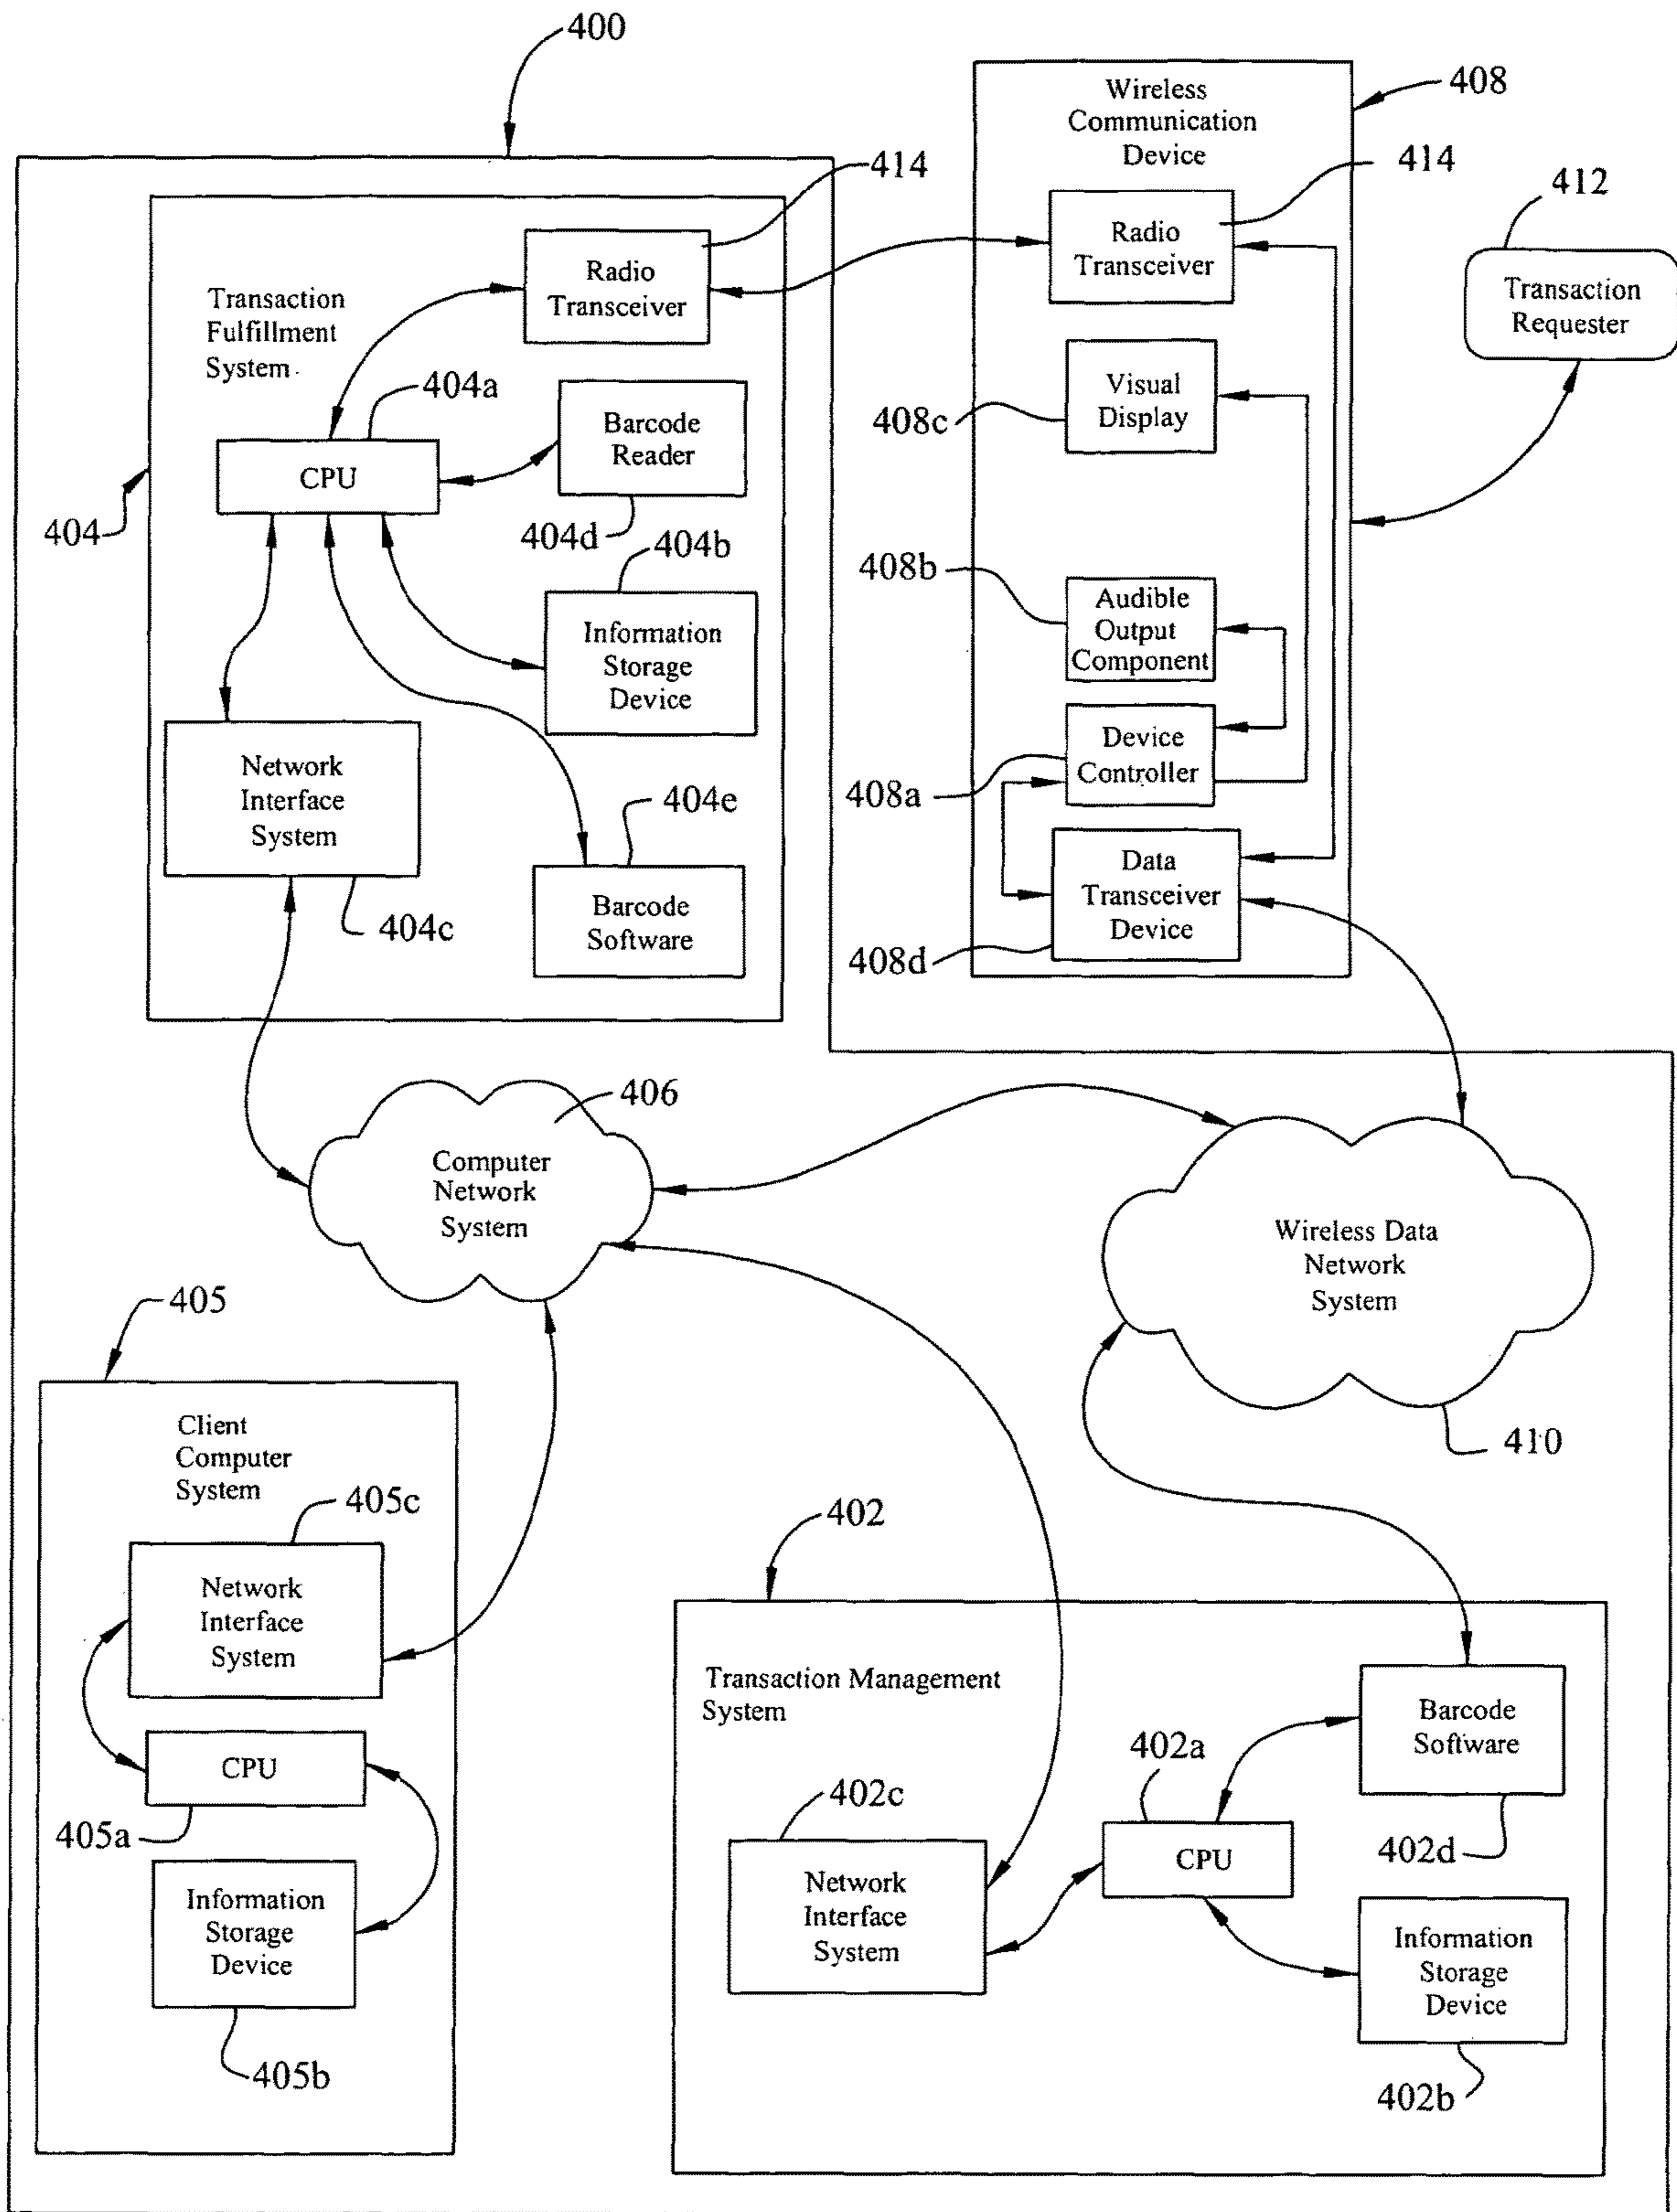 400
Wireless
Communication
Device
408
414
414
412
Radio
Transceiver
Radio
Transceiver
Transaction
Requester
Transaction
Fulfillment
System
404a
CPU
Barcode
Reader
404d
404
408c
Visual
Display
404b
Information
Storage
Device
408b
Audible
Output
Component
Network
Interface
System
404c
404e
Barcode
Software
408a
Device
Controller
Data
Transceiver
Device
408d
406
Computer
Network
System
Wireless Data
Network
System
410
405
Client
Computer
System
405c
Network
Interface
System
CPU
405a
Information
Storage
Device
405b
402
Transaction Management
System
402c
Network
Interface
System
402a
CPU
Barcode
Software
402d
Information
Storage
Device
402b